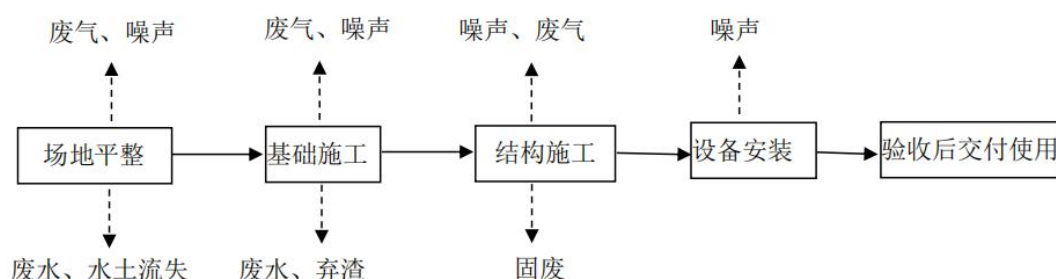 废气、噪声
废气、噪声
噪声、废气
噪声
场地平整
基础施工
结构施工
设备安装
验收后交付使用
废水、水土流失
废水、弃渣
固废